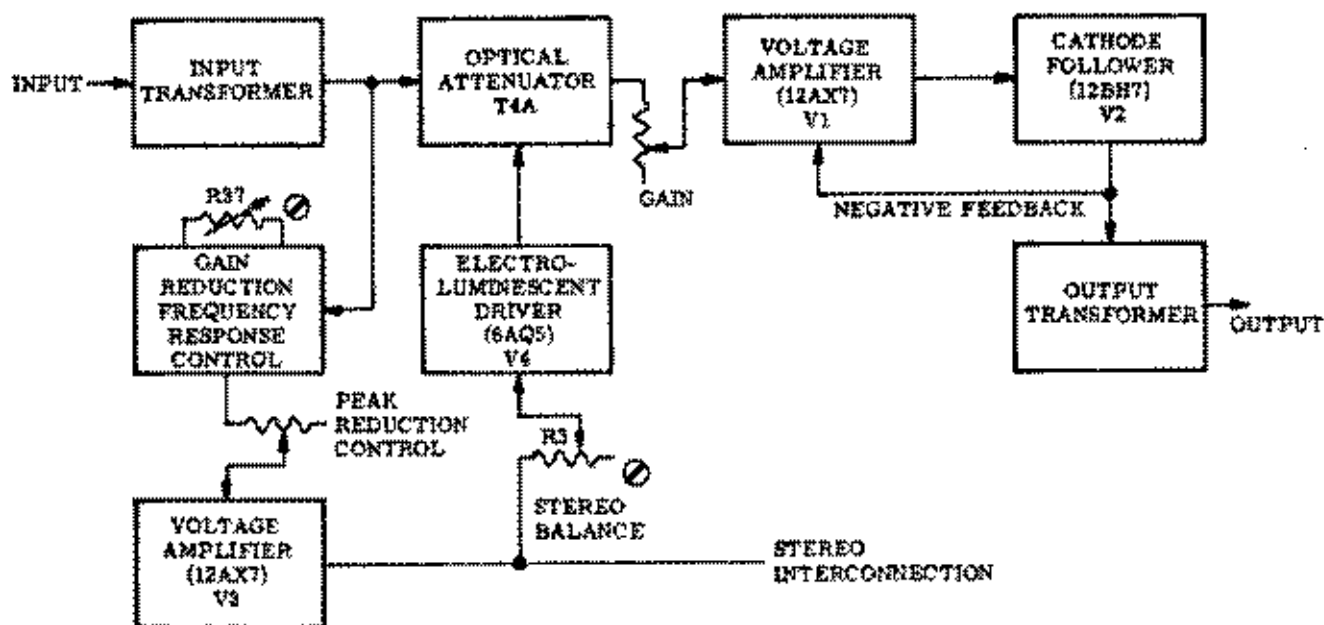 INPUT
INPUT
TRANSFORMER
OPTICAL
ATTENUATOR
T4A
GAIN
VOLTAGE
AMPLIFIER
(12AX7)
V1
CATHODE
FOLLOWER
(12BH7)
V2
NEGATIVE FEEDBACK
OUTPUT
TRANSFORMER
OUTPUT
R37
GAIN
REDUCTION
FREQUENCY
RESPONSE
CONTROL
ELECTRO-
LUMINESCENT
DRIVER
(6AQ5)
V4
PEAK
REDUCTION
CONTROL
R3
STEREO
BALANCE
VOLTAGE
AMPLIFIER
(12AX7)
V3
STEREO
INTERCONNECTION